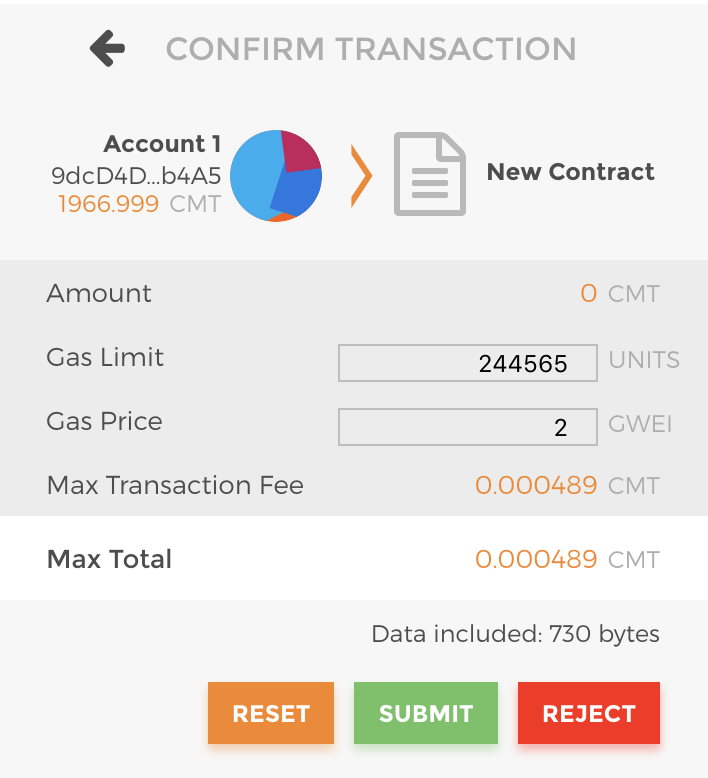 CONFIRM TRANSACTION
Account 1
9dcD4D...b4A5
1966.999 CMT
New Contract
Amount 0 CMT
Gas Limit 244565 UNITS
Gas Price 2 GWEI
Max Transaction Fee 0.000489 CMT
Max Total 0.000489 CMT
Data included: 730 bytes
RESET SUBMIT REJECT